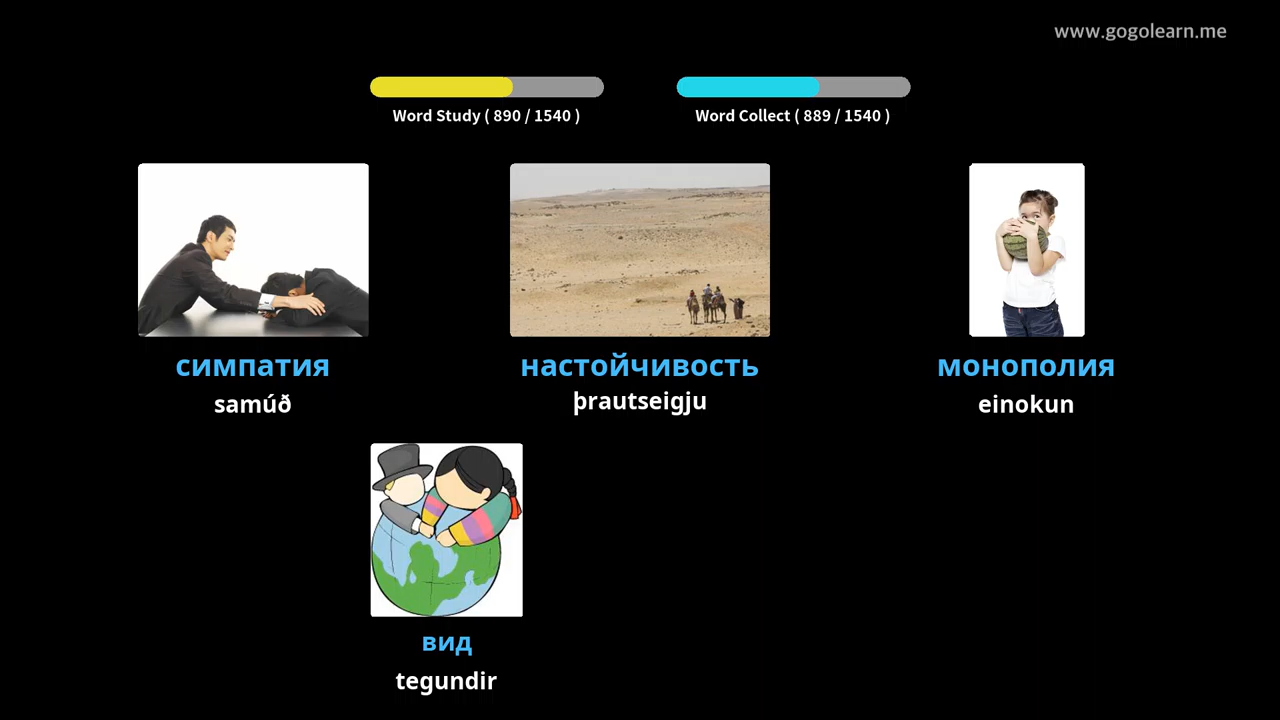 www.gogolearn.me
Word Study ( 890 / 1540 )
Word Collect ( 889 / 1540 )
симпатия
настойчивость
монополия
samúð
þrautseigju
einokun
вид
tegundir